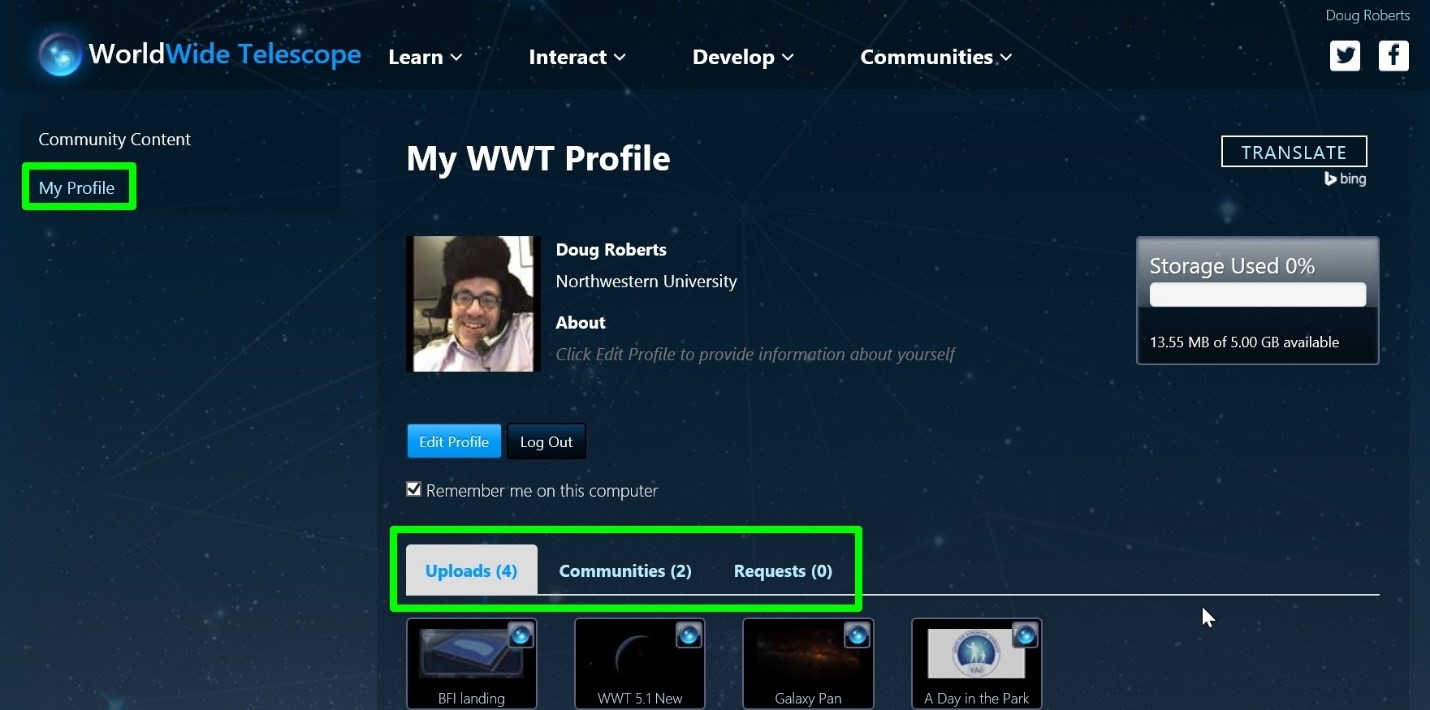 Doug Roberts
WorldWide Telescope Learn Interact Develop Communities
Community Content
My Profile
My WWT Profile
TRANSLATE
bing
Doug Roberts
Northwestern University
About
Click Edit Profile to provide information about yourself
Storage Used 0%
13.55 MB of 5.00 GB available
Edit Profile Log Out
Remember me on this computer
Uploads (4) Communities (2) Requests (0)
BFI landing WWT 5.1 New Galaxy Pan A Day in the Park